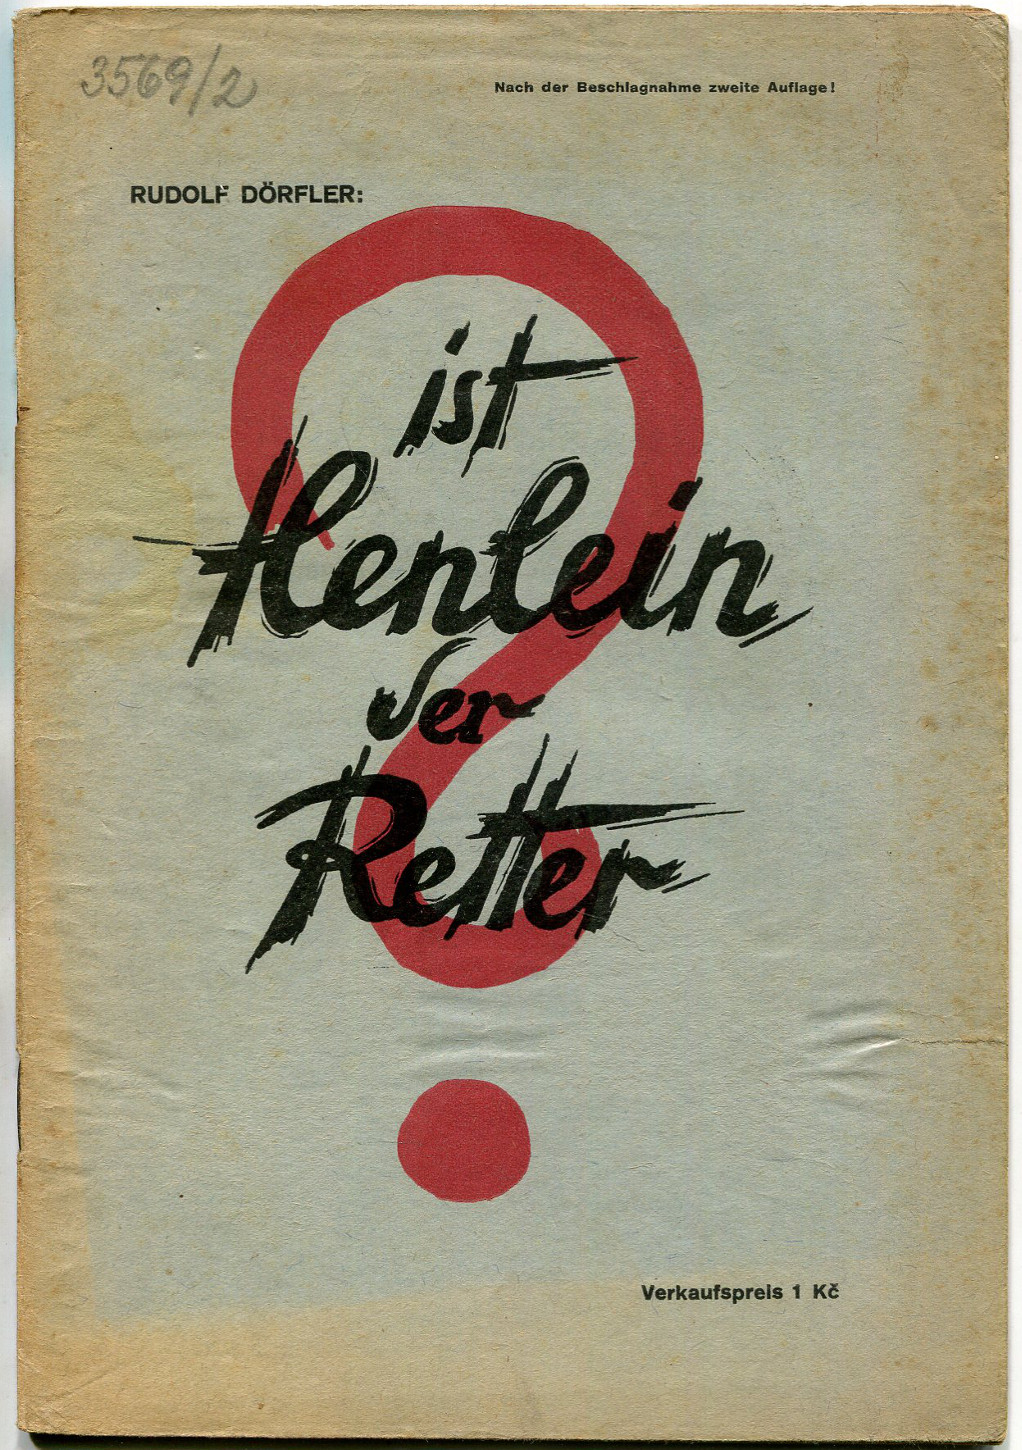 3569/2
Nach der Beschlagnahme zweite Auflage!
RUDOLF DÖRFLER:
ist
Henlein
der
Retter
?
Verkaufspreis 1 Kč